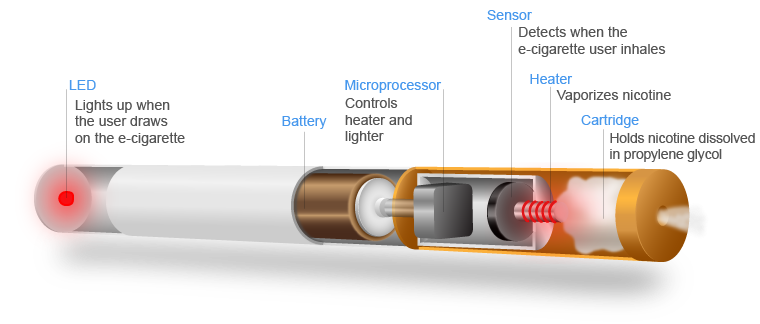 LED
Lights up when
the user draws
on the e-cigarette
Battery
Microprocessor
Controls
heater and
lighter
Sensor
Detects when the
e-cigarette user inhales
Heater
Vaporizes nicotine
Cartridge
Holds nicotine dissolved
in propylene glycol